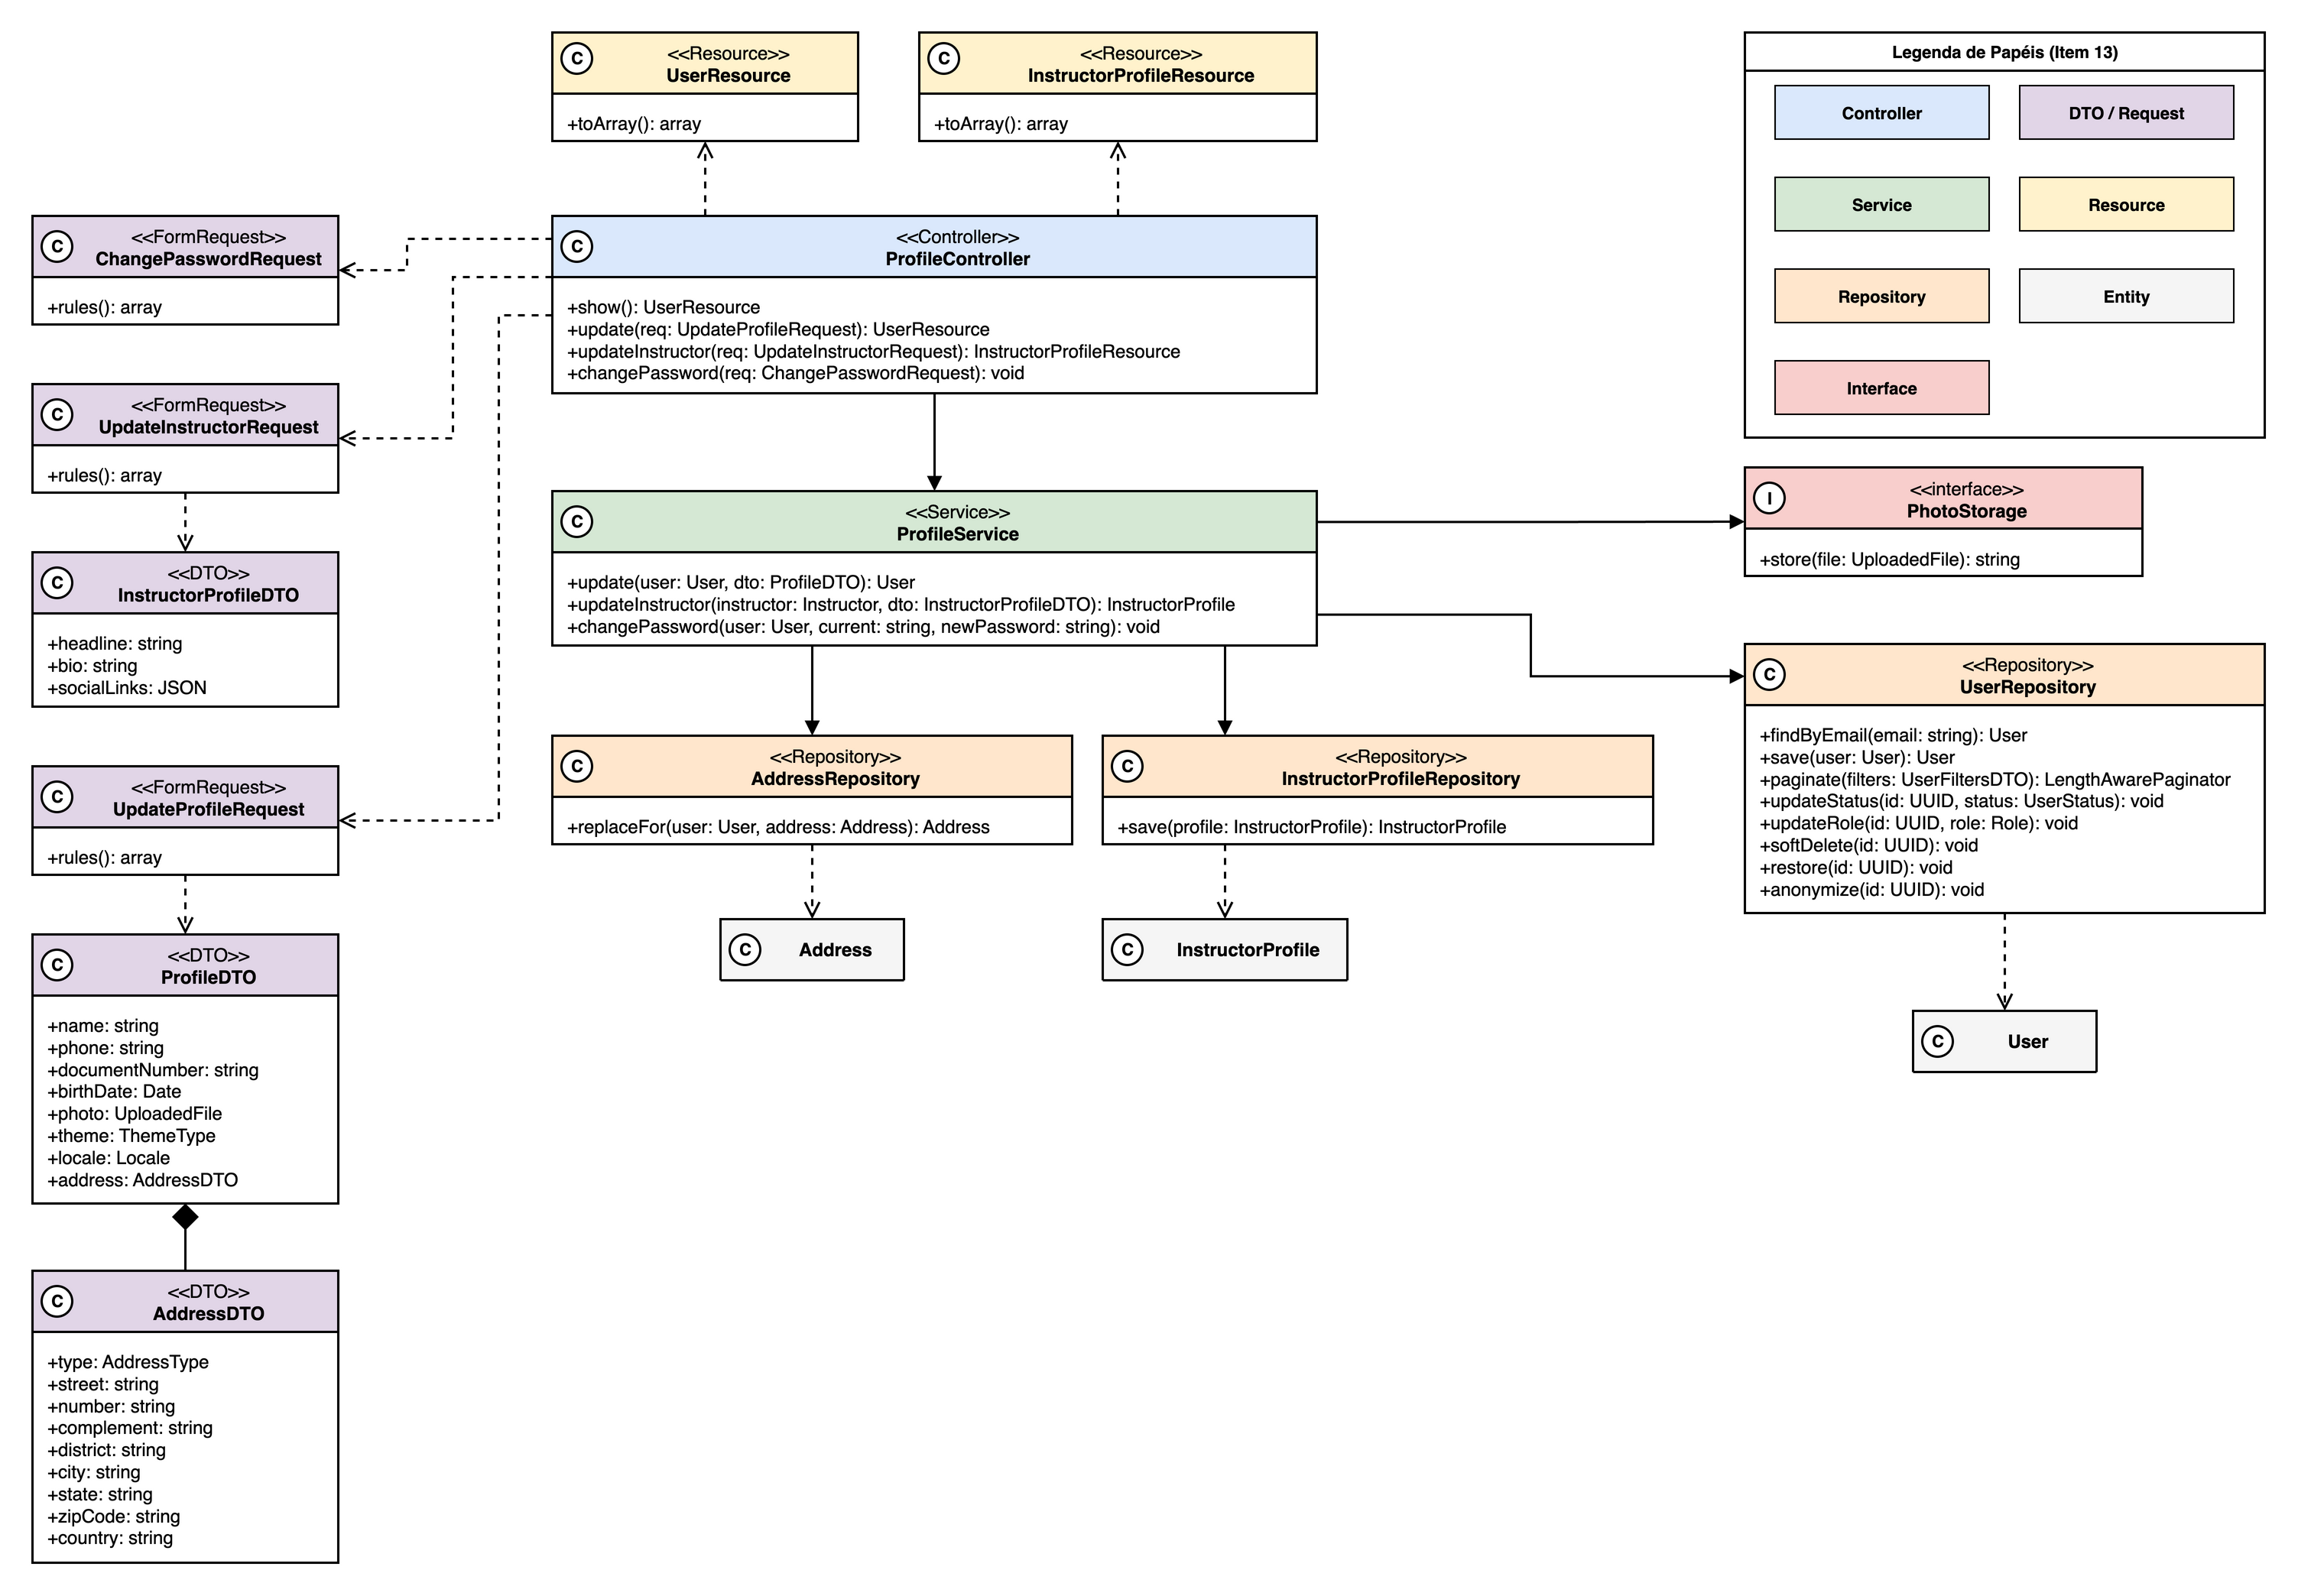 C
<<Resource>>
UserResource
+toArray(): array
C
<<Resource>>
InstructorProfileResource
+toArray(): array
Legenda de Papéis (Item 13)
Controller
DTO / Request
Service
Resource
Repository
Entity
Interface
C
<<FormRequest>>
ChangePasswordRequest
+rules(): array
C
<<Controller>>
ProfileController
+show(): UserResource
+update(req: UpdateProfileRequest): UserResource
+updateInstructor(req: UpdateInstructorRequest): InstructorProfileResource
+changePassword(req: ChangePasswordRequest): void
C
<<FormRequest>>
UpdateInstructorRequest
+rules(): array
C
<<Service>>
ProfileService
+update(user: User, dto: ProfileDTO): User
+updateInstructor(instructor: Instructor, dto: InstructorProfileDTO): InstructorProfile
+changePassword(user: User, current: string, newPassword: string): void
I
<<interface>>
PhotoStorage
+store(file: UploadedFile): string
C
<<DTO>>
InstructorProfileDTO
+headline: string
+bio: string
+socialLinks: JSON
C
<<Repository>>
UserRepository
+findByEmail(email: string): User
+save(user: User): User
+paginate(filters: UserFiltersDTO): LengthAwarePaginator
+updateStatus(id: UUID, status: UserStatus): void
+updateRole(id: UUID, role: Role): void
+softDelete(id: UUID): void
+restore(id: UUID): void
+anonymize(id: UUID): void
C
<<Repository>>
AddressRepository
+replaceFor(user: User, address: Address): Address
C
<<Repository>>
InstructorProfileRepository
+save(profile: InstructorProfile): InstructorProfile
C
<<FormRequest>>
UpdateProfileRequest
+rules(): array
C
Address
C
InstructorProfile
C
User
C
<<DTO>>
ProfileDTO
+name: string
+phone: string
+documentNumber: string
+birthDate: Date
+photo: UploadedFile
+theme: ThemeType
+locale: Locale
+address: AddressDTO
C
<<DTO>>
AddressDTO
+type: AddressType
+street: string
+number: string
+complement: string
+district: string
+city: string
+state: string
+zipCode: string
+country: string